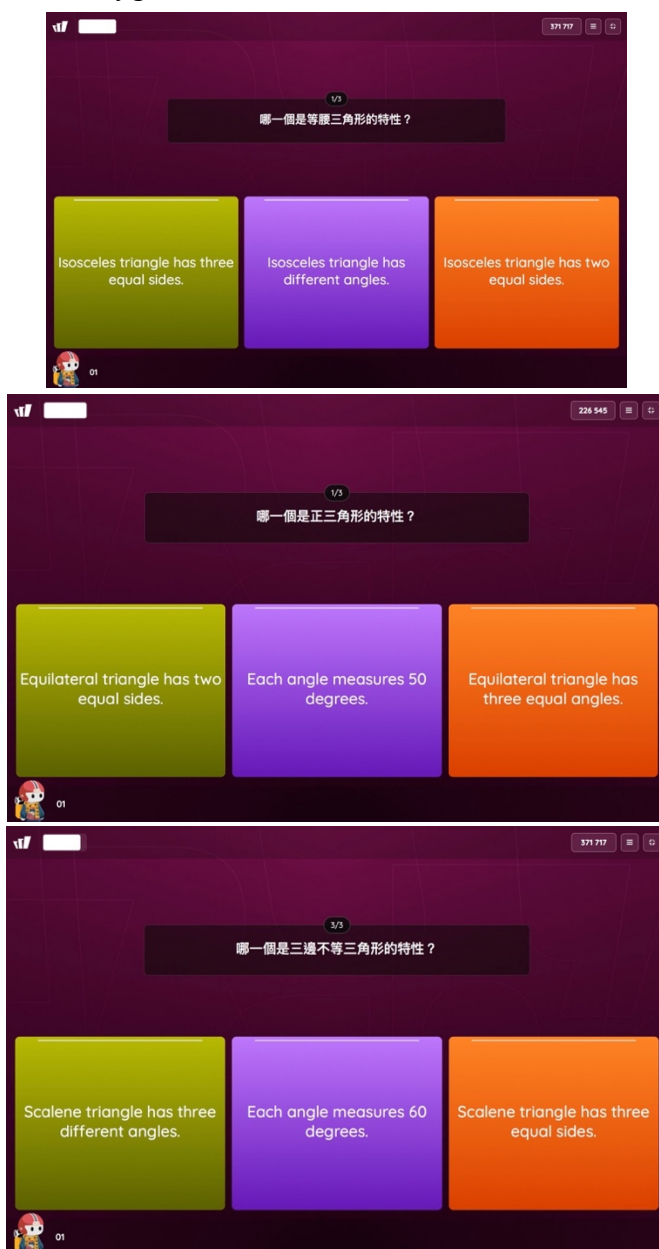 371 717
1/3
哪一個是等腰三角形的特性？
Isosceles triangle has three
equal sides.
Isosceles triangle has
different angles.
Isosceles triangle has two
equal sides.
01
226 545
1/3
哪一個是正三角形的特性？
Equilateral triangle has two
equal sides.
Each angle measures 50
degrees.
Equilateral triangle has
three equal angles.
01
371 717
3/3
哪一個是三邊不等三角形的特性？
Scalene triangle has three
different angles.
Each angle measures 60
degrees.
Scalene triangle has three
equal sides.
01